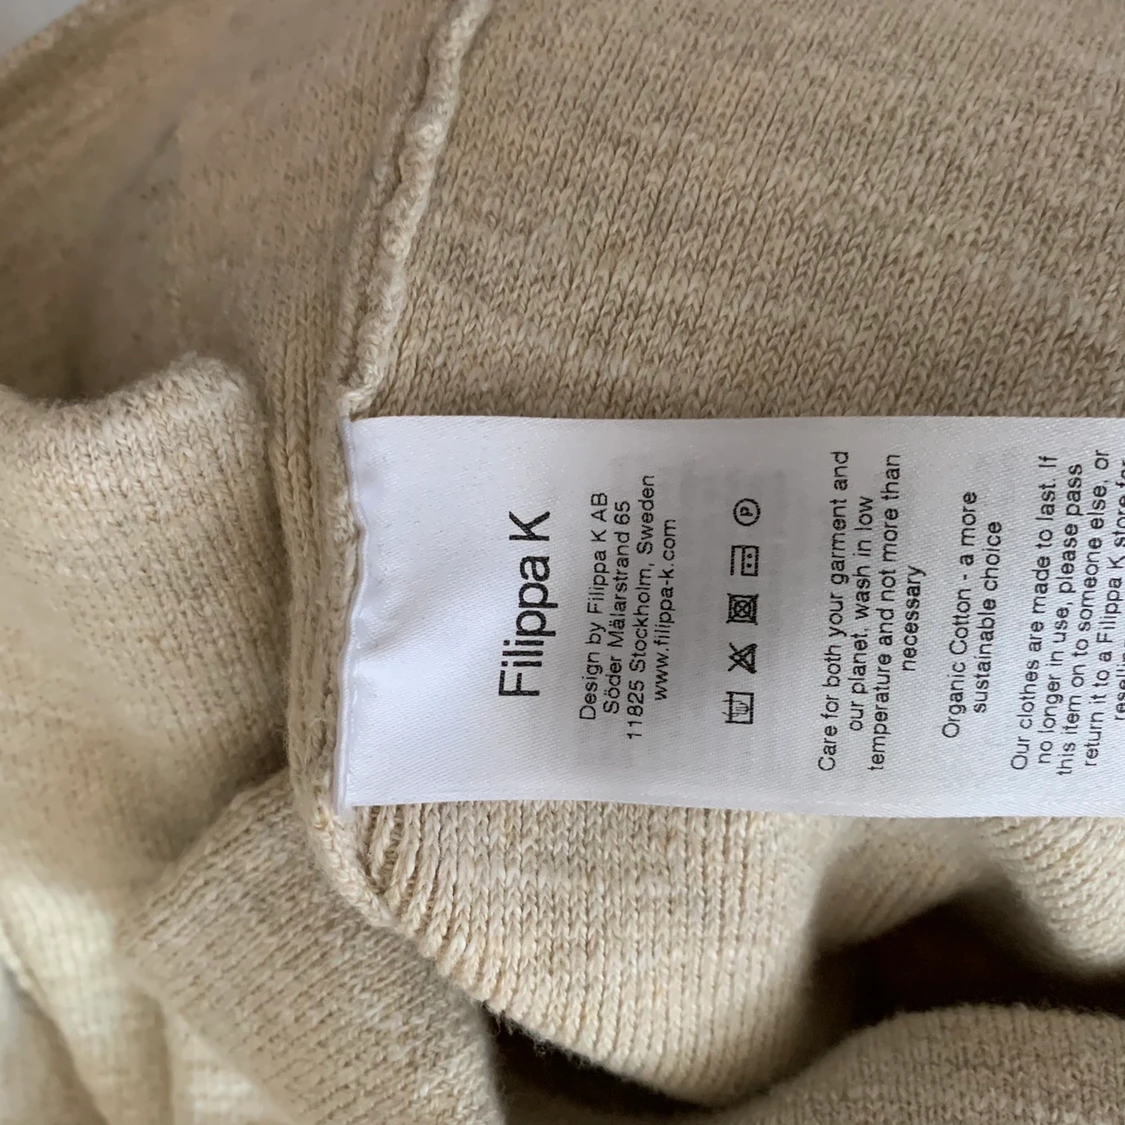 Filippa K
Design by Filippa K AB
Söder Mälarstrand 65
11825 Stockholm, Sweden
www.filippa-k.com
P
Care for both your garment and
our planet, wash in low
temperature and not more than
necessary
Organic Cotton - a more
sustainable choice
Our clothes are made to last. If
no longer in use, please pass
this item on to someone else, or
return it to a Filippa K store for